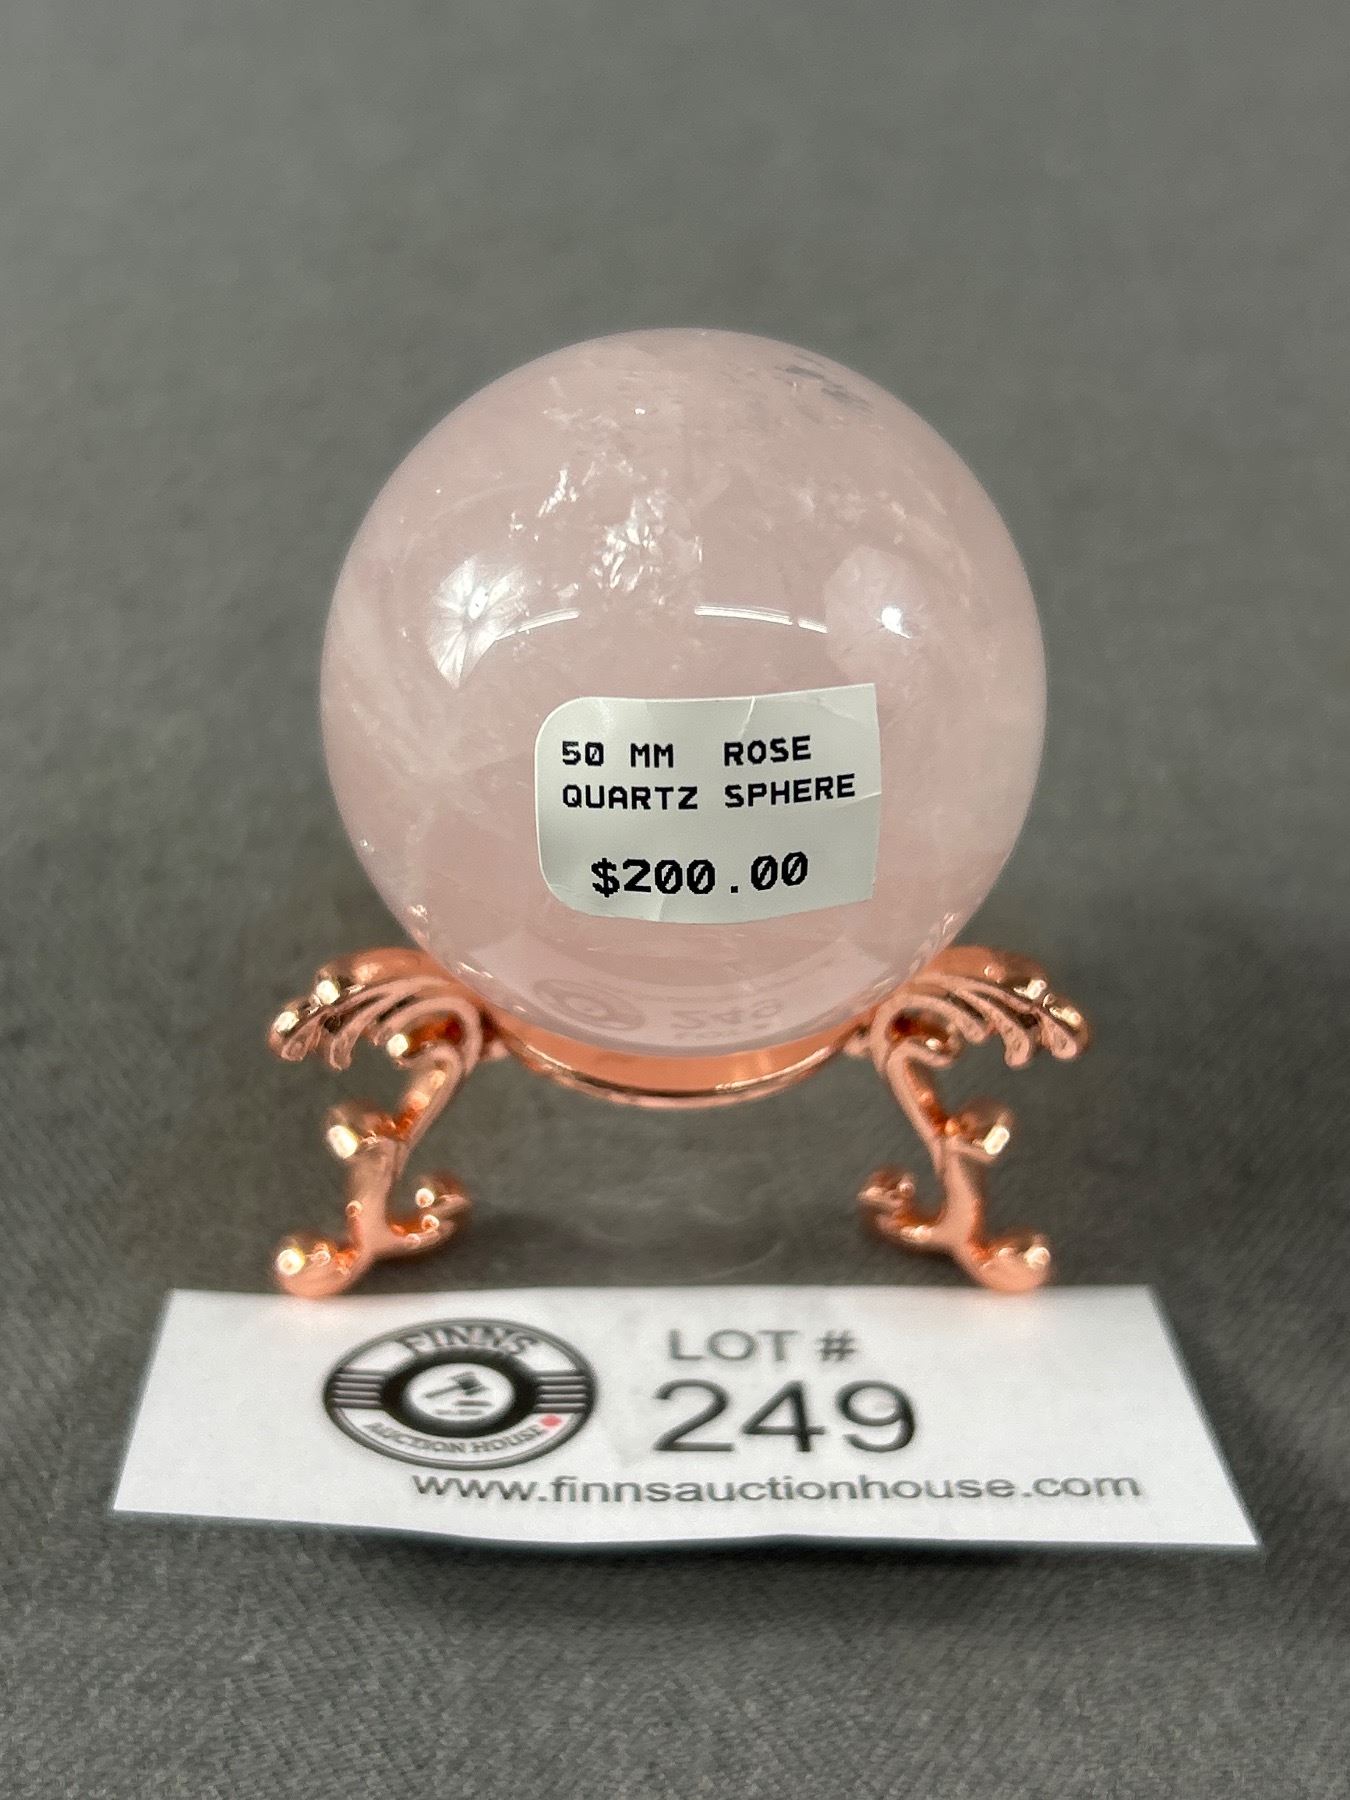 50 MM ROSE
QUARTZ SPHERE
$200.00
FINNS
AUCTION HOUSE
LOT #
249
www.finnsauctionhouse.com